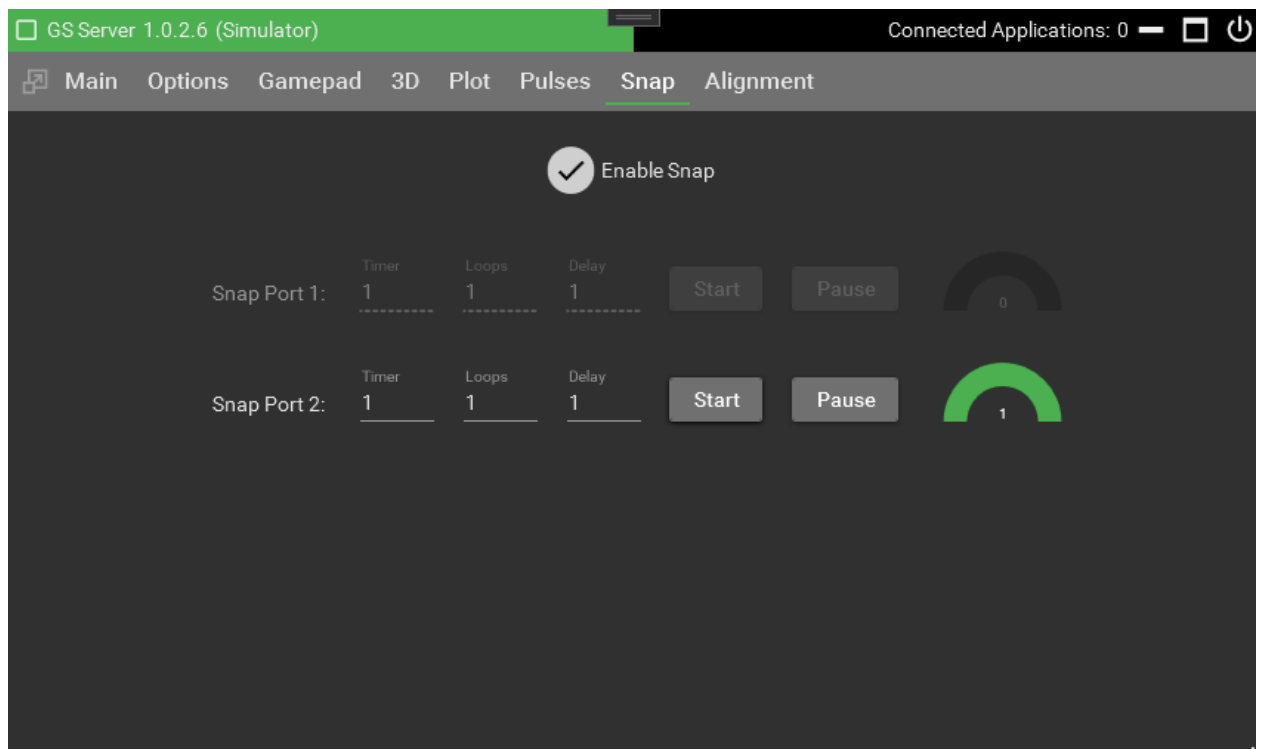 GS Server 1.0.2.6 (Simulator) Connected Applications: 0
Main Options Gamepad 3D Plot Pulses Snap Alignment
Enable Snap
Timer Loops Delay
Snap Port 1: 1 1 1 Start Pause 0
Timer Loops Delay
Snap Port 2: 1 1 1 Start Pause 1